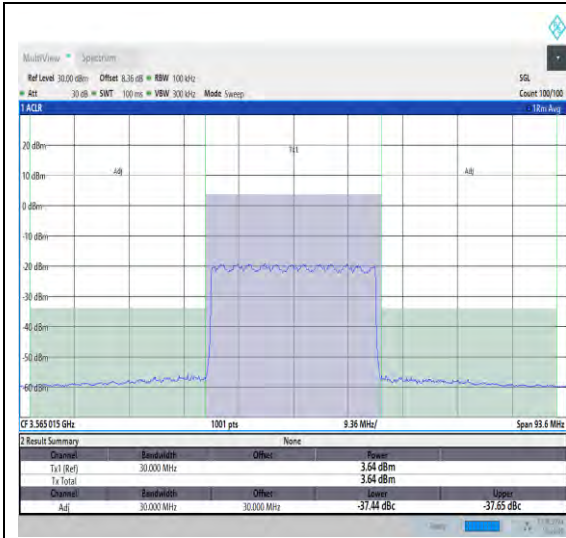 MultiView Spectrum
Ref Level 30.00 dBm Offset 8.36 dB RBW 100 kHz SGL
Att 30 dB SWT 100 ms VBW 300 kHz Mode Sweep Count 100/100
1 ACLR 1Rm Avg
20 dBm
Tx1
Adj Adj
10 dBm
0 dBm
-10 dBm
-20 dBm
-30 dBm
-40 dBm
-50 dBm
-60 dBm
CF 3.565 015 GHz 1001 pts 9.36 MHz/ Span 93.6 MHz
2 Result Summary None
Channel Bandwidth Offset Power
Tx1 (Ref) 30.000 MHz 3.64 dBm
Tx Total 3.64 dBm
Channel Bandwidth Offset Lower Upper
Adj 30.000 MHz 30.000 MHz -37.44 dBc -37.65 dBc